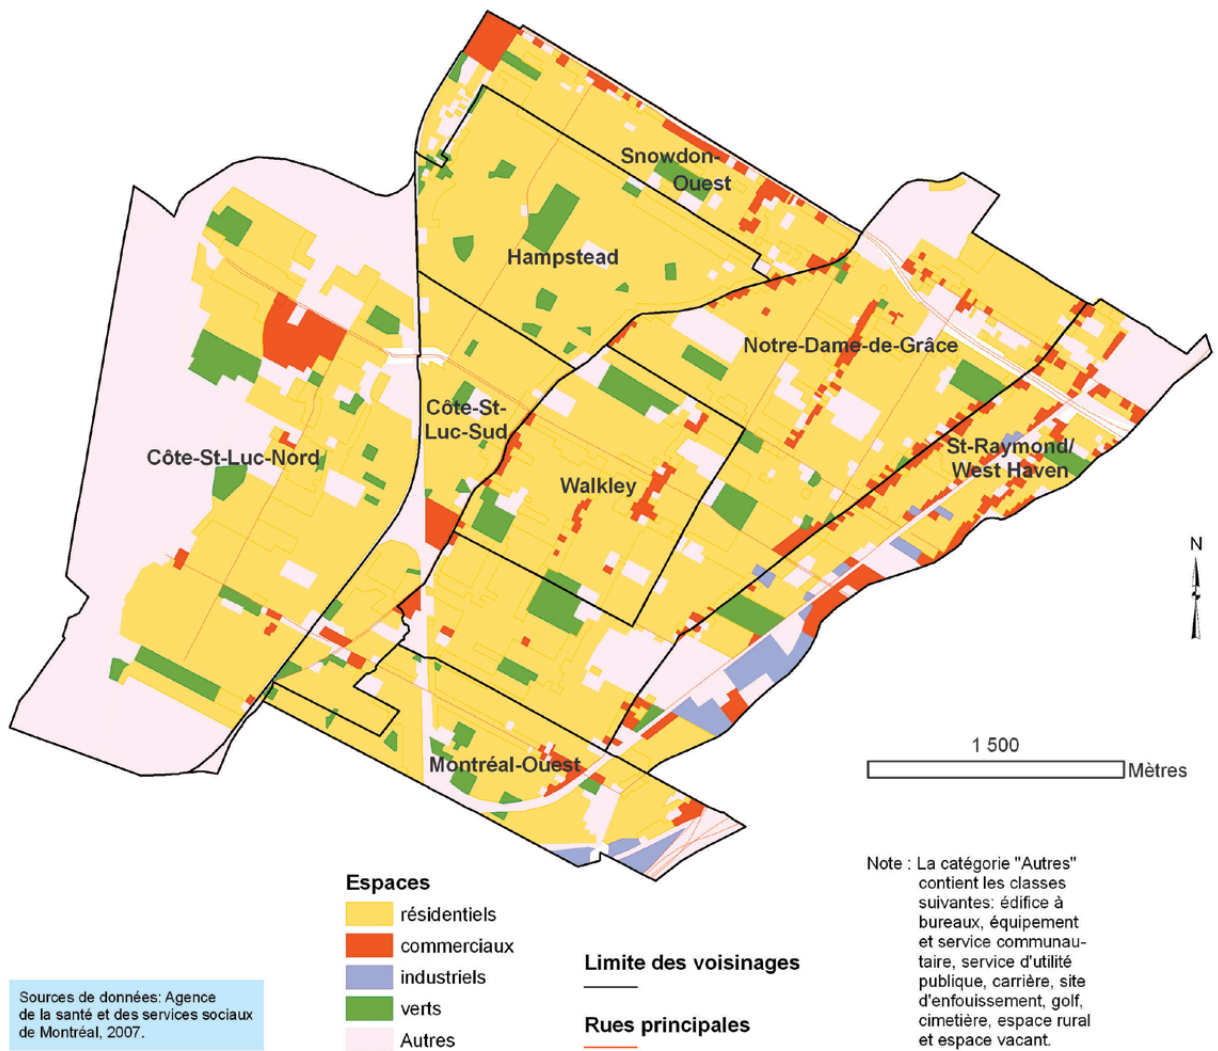 Snowdon-
Ouest
Hampstead
Notre-Dame-de-Grâce
Côte-St-
Luc-Sud
Côte-St-Luc-Nord
St-Raymond/
West Haven
Walkley
Montréal-Ouest
N
1 500
Mètres
Espaces
résidentiels
commerciaux
industriels
verts
Autres
Limite des voisinages
Rues principales
Note : La catégorie "Autres"
contient les classes
suivantes: édifice à
bureaux, équipement
et service communau-
taire, service d'utilité
publique, carrière, site
d'enfouissement, golf,
cimetière, espace rural
et espace vacant.
Sources de données: Agence
de la santé et des services sociaux
de Montréal, 2007.